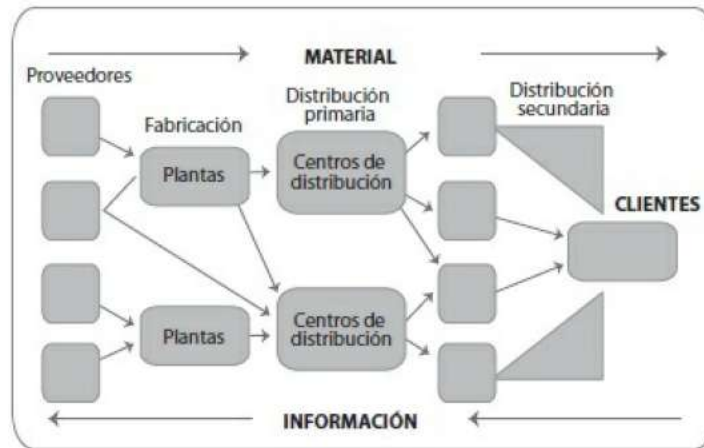 MATERIAL
Proveedores
Fabricación
Distribución
primaria
Distribución
secundaria
Plantas
Centros de
distribución
CLIENTES
Plantas
Centros de
distribución
INFORMACIÓN